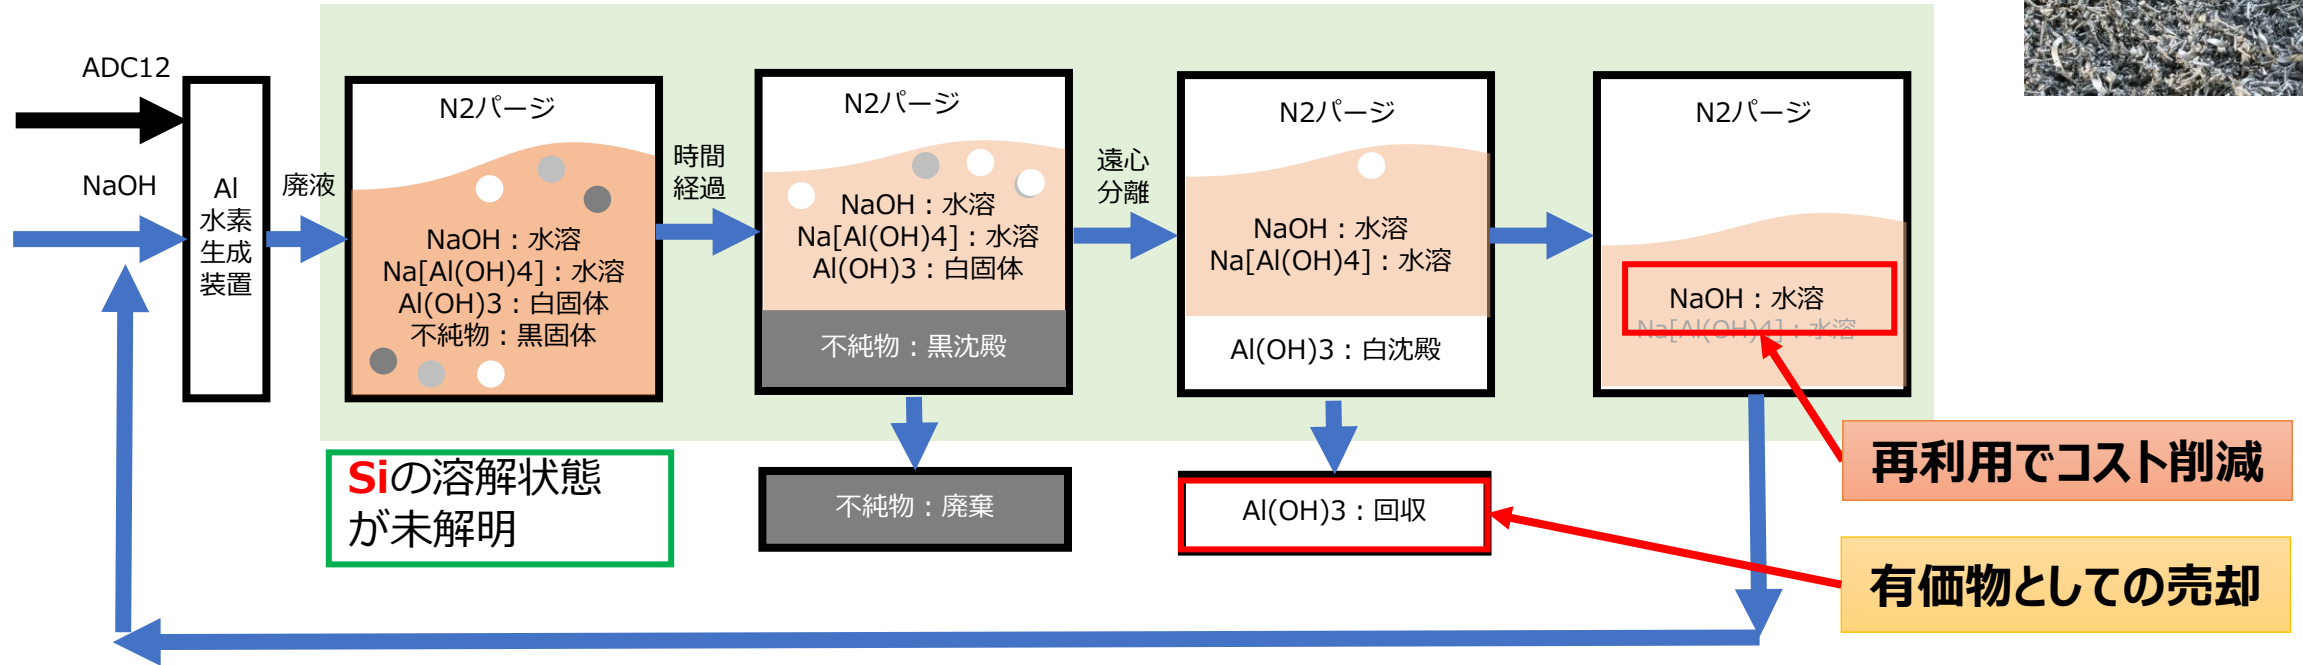 ADC12
NaOH
Al
水素
生成
装置
廃液
N2パージ
NaOH:水溶
Na[Al(OH)4]:水溶
Al(OH)3:白固体
不純物:黒固体
時間
経過
N2パージ
NaOH:水溶
Na[Al(OH)4]:水溶
Al(OH)3:白固体
不純物:黒沈殿
遠心
分離
N2パージ
NaOH:水溶
Na[Al(OH)4]:水溶
Al(OH)3:白沈殿
N2パージ
NaOH:水溶
Na[Al(OH)4]:水溶
Siの溶解状態
が未解明
不純物:廃棄
Al(OH)3:回収
再利用でコスト削減
有価物としての売却